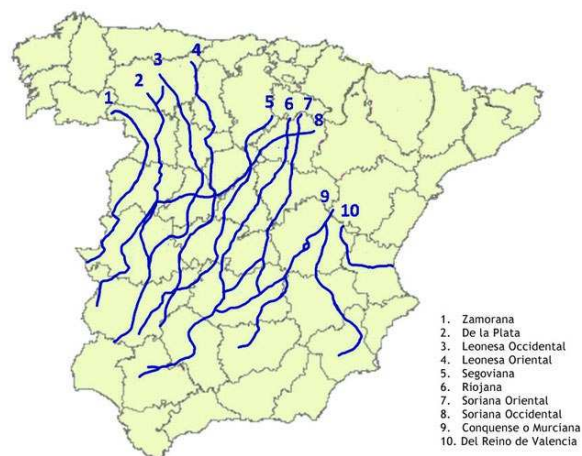 4
3
2
1
5
6
7
8
9
10
1. Zamorana
2. De la Plata
3. Leonesa Occidental
4. Leonesa Oriental
5. Segoviana
6. Riojana
7. Soriana Oriental
8. Soriana Occidental
9. Conquense o Murciana
10. Del Reino de Valencia